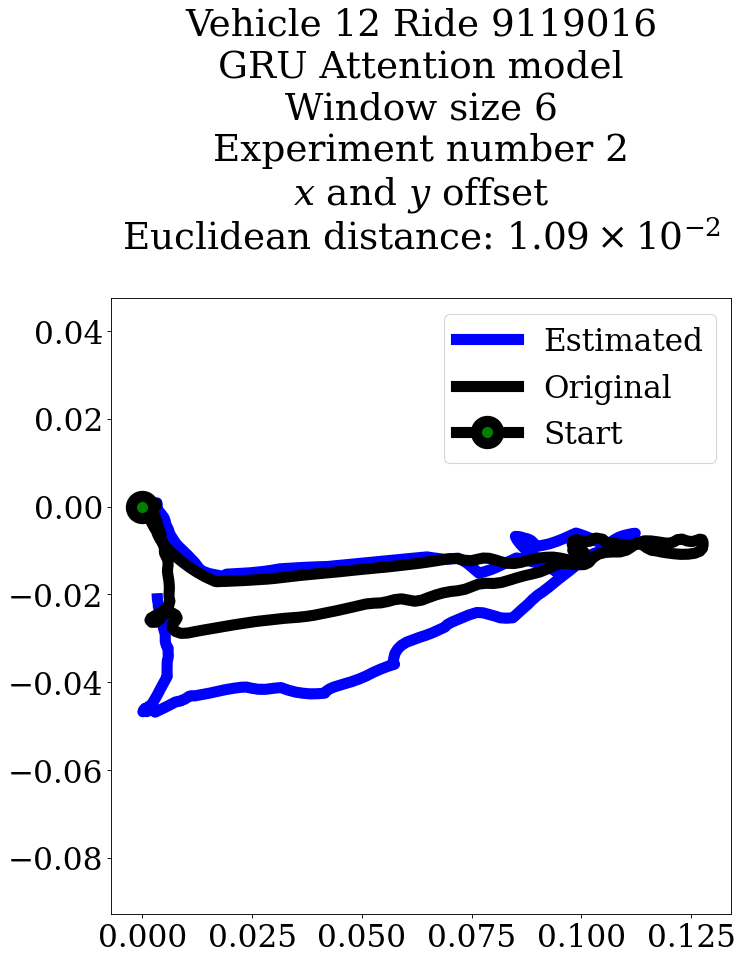 Vehicle 12 Ride 9119016
GRU Attention model
Window size 6
Experiment number 2
x and y offset
Euclidean distance: 1.09 × 10⁻²
Estimated
Original
Start
0.04
0.02
0.00
−0.02
−0.04
−0.06
−0.08
0.000 0.025 0.050 0.075 0.100 0.125